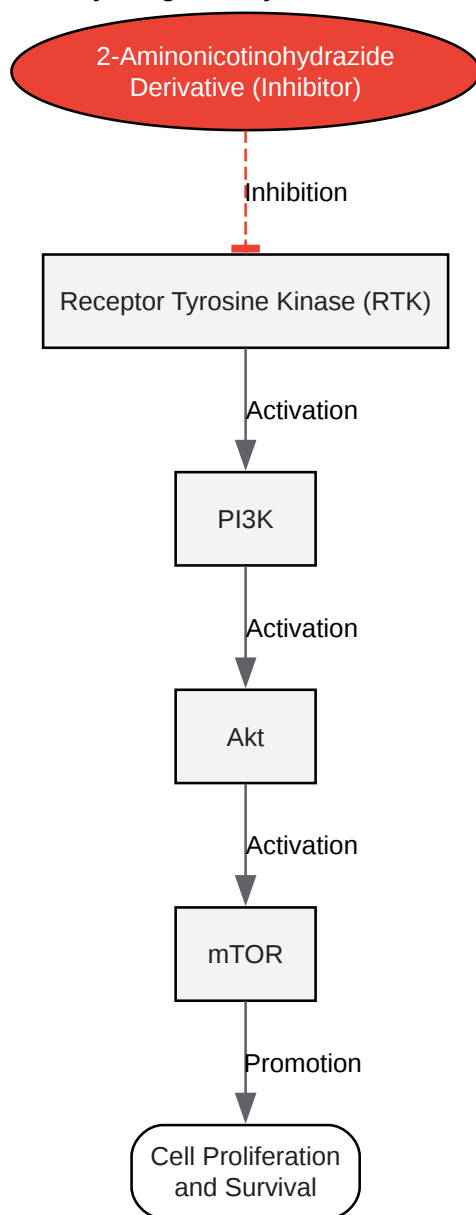 2-Aminonicotinohydrazide
Derivative (Inhibitor)
Inhibition
Receptor Tyrosine Kinase (RTK)
Activation
PI3K
Activation
Akt
Activation
mTOR
Promotion
Cell Proliferation
and Survival